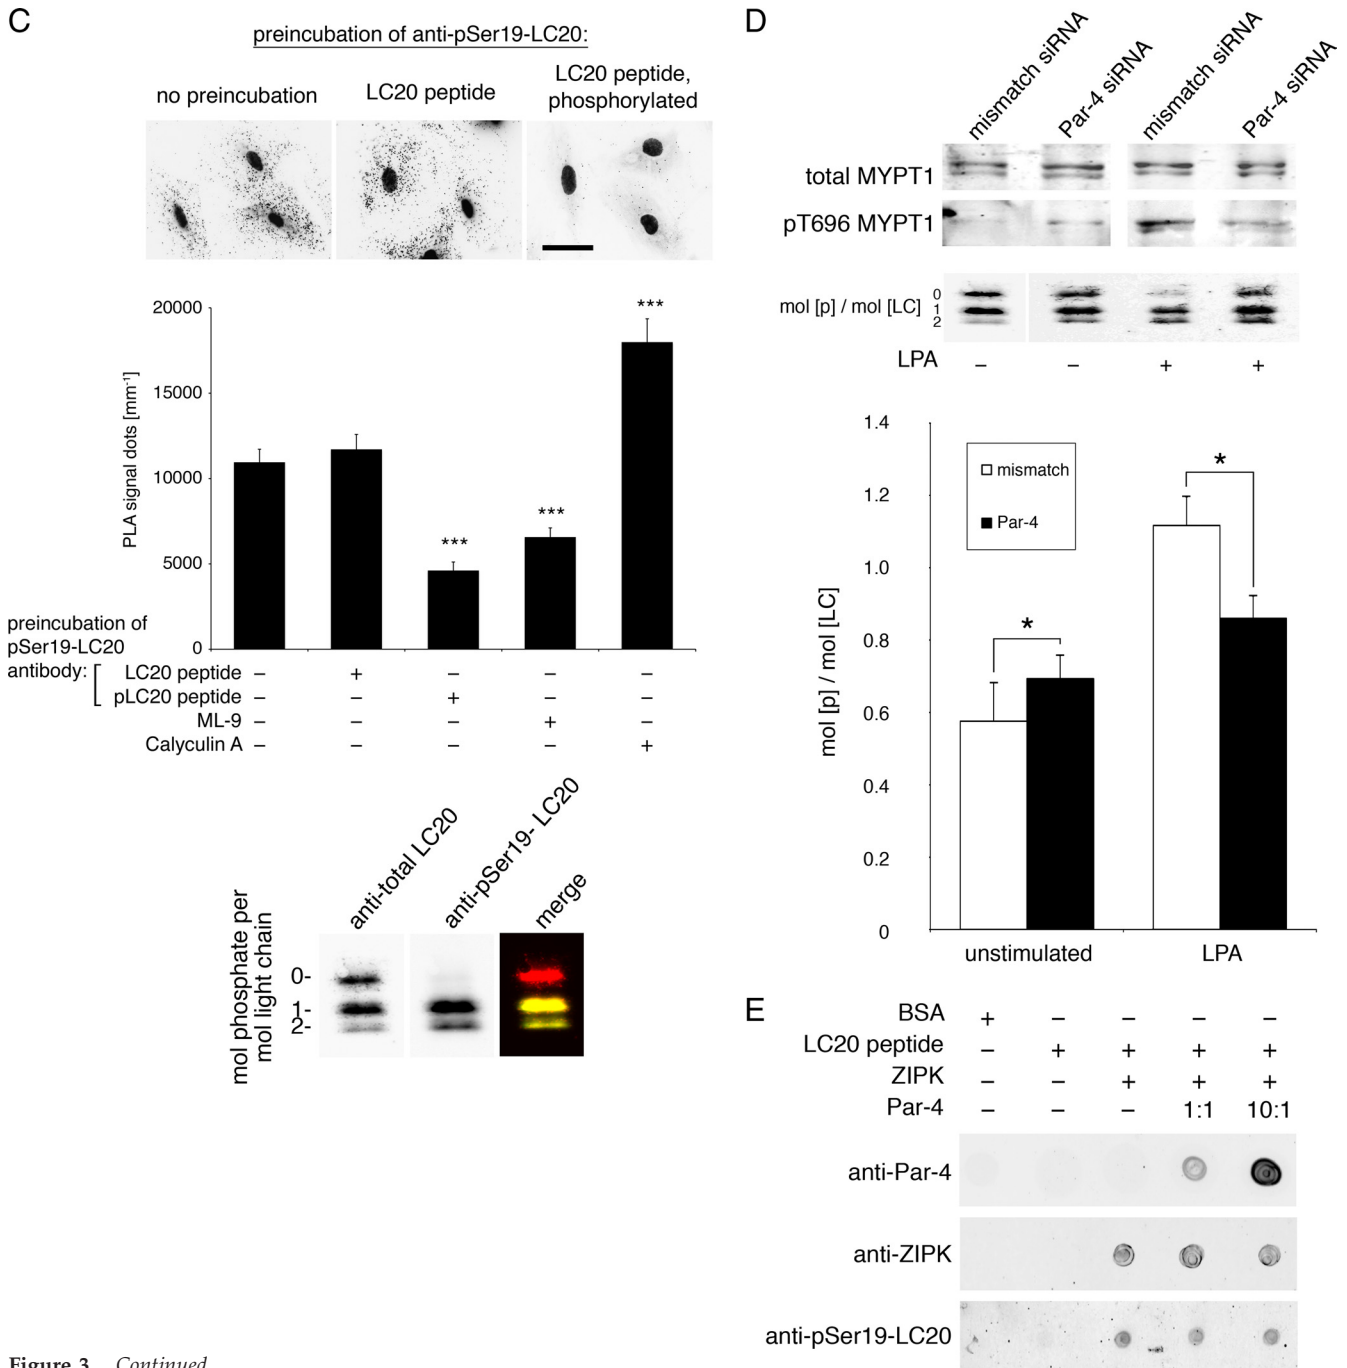 C
preincubation of anti-pSer19-LC20:
no preincubation
LC20 peptide
LC20 peptide,
phosphorylated
PLA signal dots [mm-1]
20000
15000
10000
5000
0
***
***
***
preincubation of
pSer19-LC20
antibody:
LC20 peptide – + – – –
pLC20 peptide – – + – –
ML-9 – – – + –
Calyculin A – – – – +
mol phosphate per
mol light chain
anti-total LC20
anti-pSer19- LC20
merge
0-
1-
2-
D
mismatch siRNA
Par-4 siRNA
mismatch siRNA
Par-4 siRNA
total MYPT1
pT696 MYPT1
mol [p] / mol [LC]
0
1
2
LPA – – + +
mol [p] / mol [LC]
1.4
1.2
1.0
0.8
0.6
0.4
0.2
0
mismatch
Par-4
*
*
unstimulated
LPA
E
BSA + – – – –
LC20 peptide – + + + +
ZIPK – – + + +
Par-4 – – – 1:1 10:1
anti-Par-4
anti-ZIPK
anti-pSer19-LC20
Figure 3. Continued